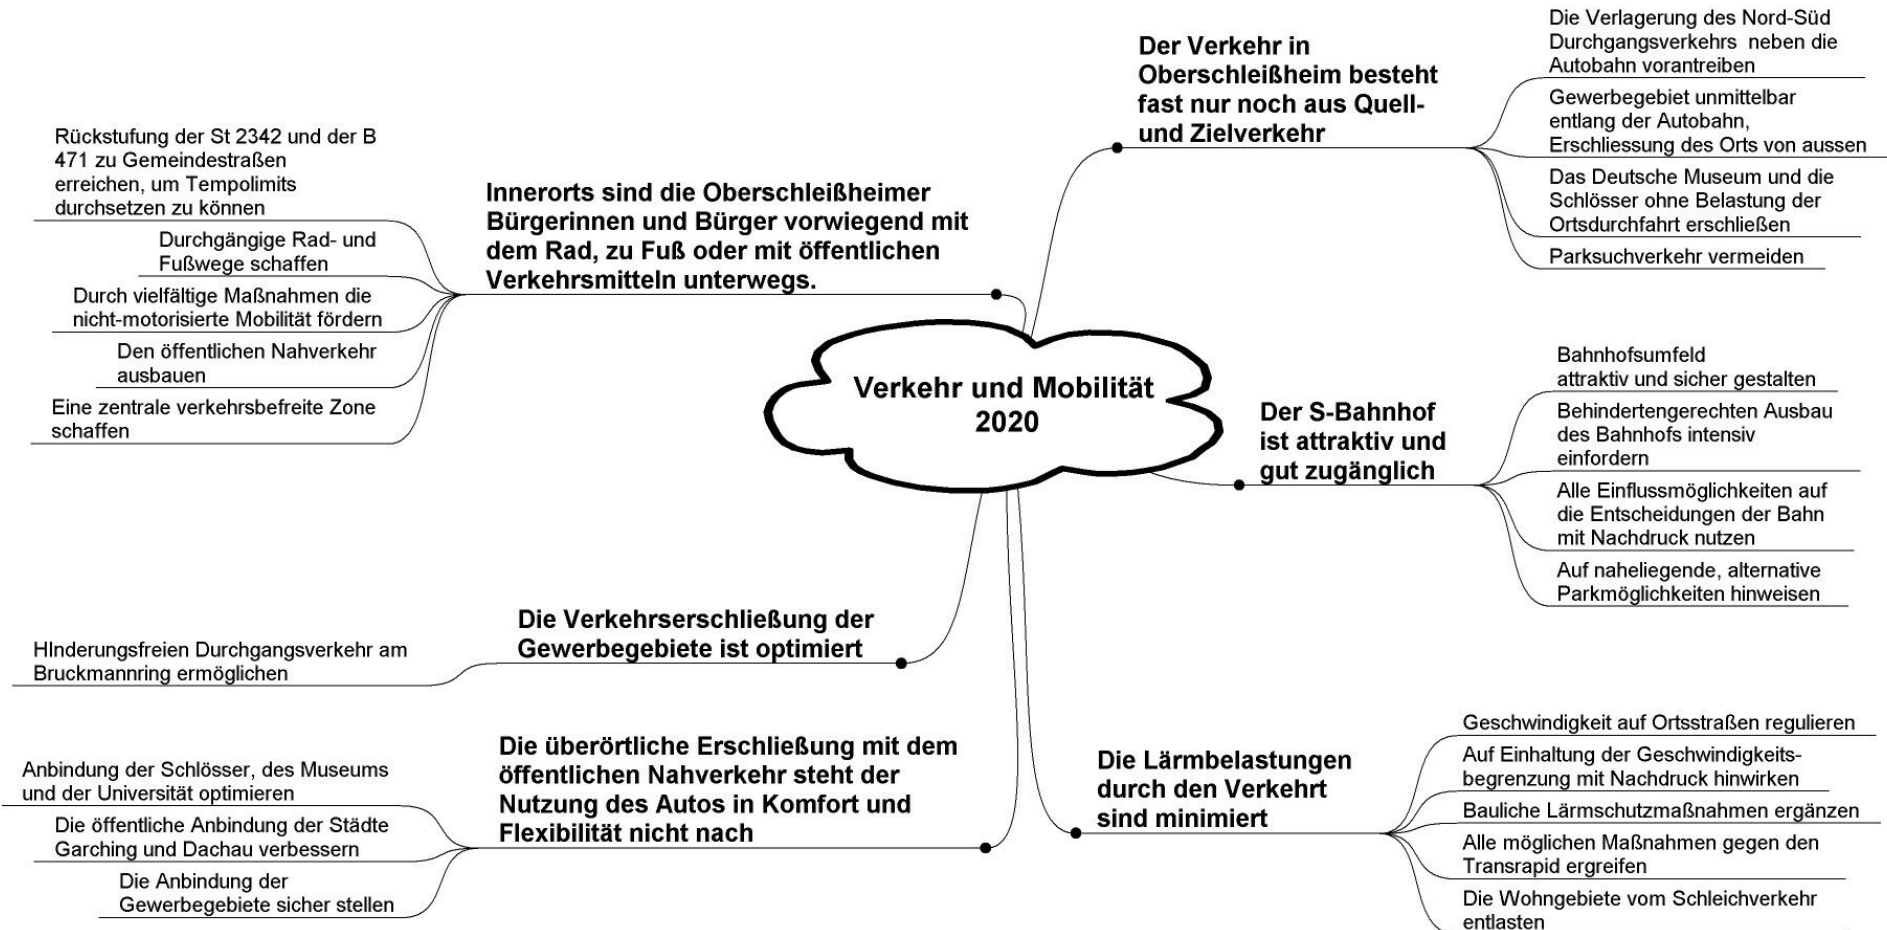 Verkehr und Mobilität
2020
Der Verkehr in
Oberschleißheim besteht
fast nur noch aus Quell-
und Zielverkehr
Die Verlagerung des Nord-Süd
Durchgangsverkehrs  neben die
Autobahn vorantreiben
Gewerbegebiet unmittelbar
entlang der Autobahn,
Erschliessung des Orts von aussen
Das Deutsche Museum und die
Schlösser ohne Belastung der
Ortsdurchfahrt erschließen
Parksuchverkehr vermeiden
Der S-Bahnhof
ist attraktiv und
gut zugänglich
Bahnhofsumfeld
attraktiv und sicher gestalten
Behindertengerechten Ausbau
des Bahnhofs intensiv
einfordern
Alle Einflussmöglichkeiten auf
die Entscheidungen der Bahn
mit Nachdruck nutzen
Auf naheliegende, alternative
Parkmöglichkeiten hinweisen
Die Lärmbelastungen
durch den Verkehrt
sind minimiert
Geschwindigkeit auf Ortsstraßen regulieren
Auf Einhaltung der Geschwindigkeits-
begrenzung mit Nachdruck hinwirken
Bauliche Lärmschutzmaßnahmen ergänzen
Alle möglichen Maßnahmen gegen den
Transrapid ergreifen
Die Wohngebiete vom Schleichverkehr
entlasten
Innerorts sind die Oberschleißheimer
Bürgerinnen und Bürger vorwiegend mit
dem Rad, zu Fuß oder mit öffentlichen
Verkehrsmitteln unterwegs.
Rückstufung der St 2342 und der B
471 zu Gemeindestraßen
erreichen, um Tempolimits
durchsetzen zu können
Durchgängige Rad- und
Fußwege schaffen
Durch vielfältige Maßnahmen die
nicht-motorisierte Mobilität fördern
Den öffentlichen Nahverkehr
ausbauen
Eine zentrale verkehrsbefreite Zone
schaffen
Die Verkehrserschließung der
Gewerbegebiete ist optimiert
HInderungsfreien Durchgangsverkehr am
Bruckmannring ermöglichen
Die überörtliche Erschließung mit dem
öffentlichen Nahverkehr steht der
Nutzung des Autos in Komfort und
Flexibilität nicht nach
Anbindung der Schlösser, des Museums
und der Universität optimieren
Die öffentliche Anbindung der Städte
Garching und Dachau verbessern
Die Anbindung der
Gewerbegebiete sicher stellen